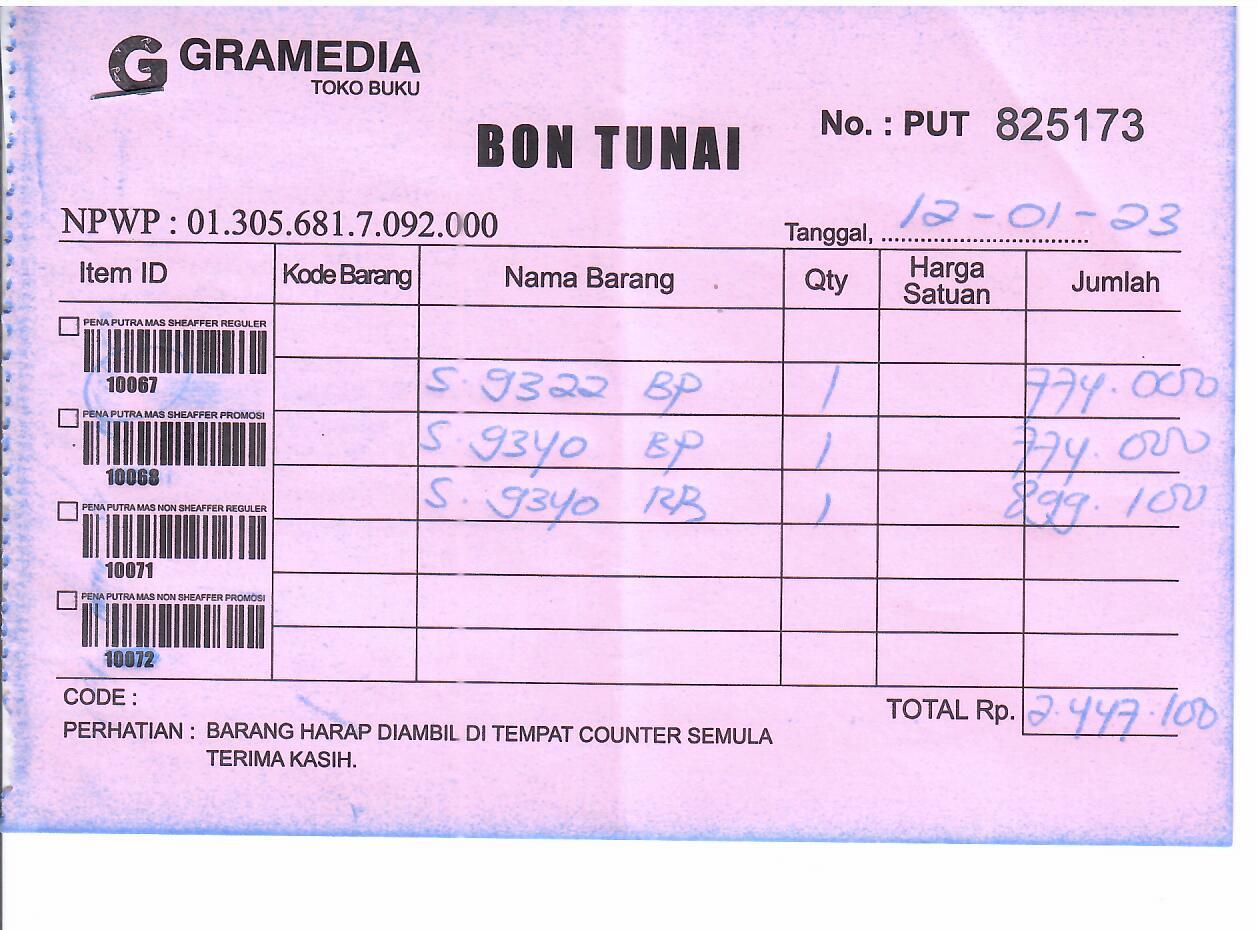 GRAMEDIA
TOKO BUKU
BON TUNAI
No. : PUT 825173
NPWP : 01.305.681.7.092.000
Tanggal, 12-01-23
Item ID Kode Barang Nama Barang Qty Harga Satuan Jumlah
PENA PUTRA MAS SHEAFFER REGULER
10067
S. 9322 BP 1 774.000
PENA PUTRA MAS SHEAFFER PROMOSI
S. 9340 BP 1 774.000
10068
S. 9340 RB 1 899.100
PENA PUTRA MAS NON SHEAFFER REGULER
10071
PENA PUTRA MAS NON SHEAFFER PROMOSI
10072
CODE :
TOTAL Rp. 2.447.100
PERHATIAN : BARANG HARAP DIAMBIL DI TEMPAT COUNTER SEMULA
TERIMA KASIH.